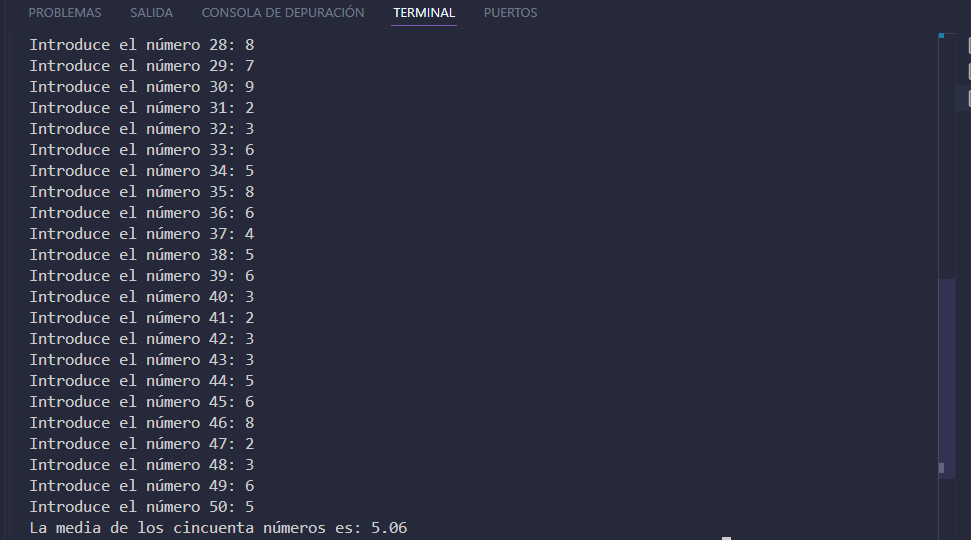 PROBLEMAS SALIDA CONSOLA DE DEPURACIÓN TERMINAL PUERTOS
Introduce el número 28: 8
Introduce el número 29: 7
Introduce el número 30: 9
Introduce el número 31: 2
Introduce el número 32: 3
Introduce el número 33: 6
Introduce el número 34: 5
Introduce el número 35: 8
Introduce el número 36: 6
Introduce el número 37: 4
Introduce el número 38: 5
Introduce el número 39: 6
Introduce el número 40: 3
Introduce el número 41: 2
Introduce el número 42: 3
Introduce el número 43: 3
Introduce el número 44: 5
Introduce el número 45: 6
Introduce el número 46: 8
Introduce el número 47: 2
Introduce el número 48: 3
Introduce el número 49: 6
Introduce el número 50: 5
La media de los cincuenta números es: 5.06